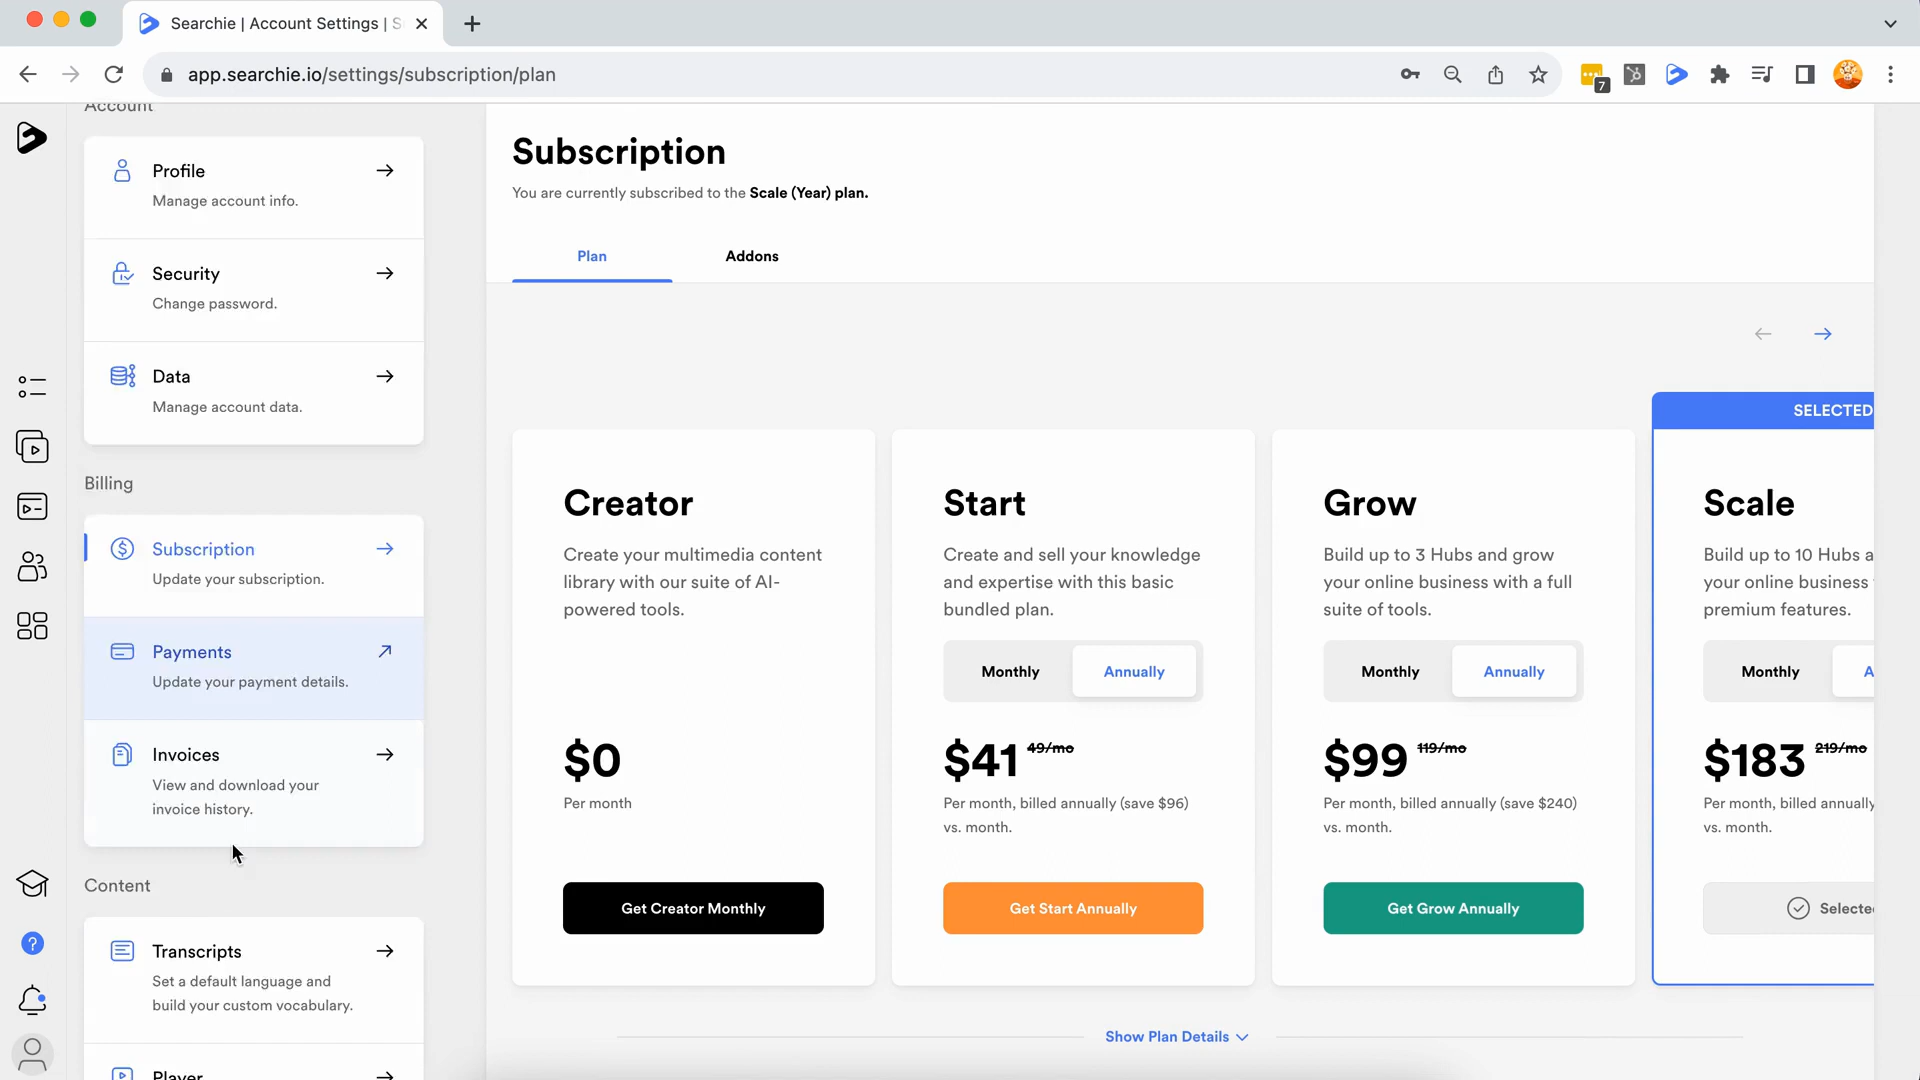 Searchie | Account Settings | S
app.searchie.io/settings/subscription/plan
7
Account
Profile
Manage account info.
Security
Change password.
Data
Manage account data.
Billing
Subscription
Update your subscription.
Payments
Update your payment details.
Invoices
View and download your
invoice history.
Content
Transcripts
Set a default language and
build your custom vocabulary.
Player
?
Subscription
You are currently subscribed to the Scale (Year) plan.
Plan
Addons
Creator
Create your multimedia content
library with our suite of AI-
powered tools.
$0
Per month
Get Creator Monthly
Start
Create and sell your knowledge
and expertise with this basic
bundled plan.
Monthly Annually
$41 49/mo
Per month, billed annually (save $96)
vs. month.
Get Start Annually
Grow
Build up to 3 Hubs and grow
your online business with a full
suite of tools.
Monthly Annually
$99 119/mo
Per month, billed annually (save $240)
vs. month.
Get Grow Annually
SELECTED
Scale
Build up to 10 Hubs a
your online business
premium features.
Monthly A
$183 219/mo
Per month, billed annually
vs. month.
Selected
Show Plan Details